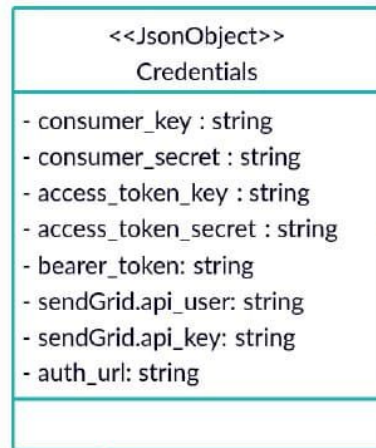 <<JsonObject>>
Credentials
- consumer_key : string
- consumer_secret : string
- access_token_key : string
- access_token_secret : string
- bearer_token: string
- sendGrid.api_user: string
- sendGrid.api_key: string
- auth_url: string